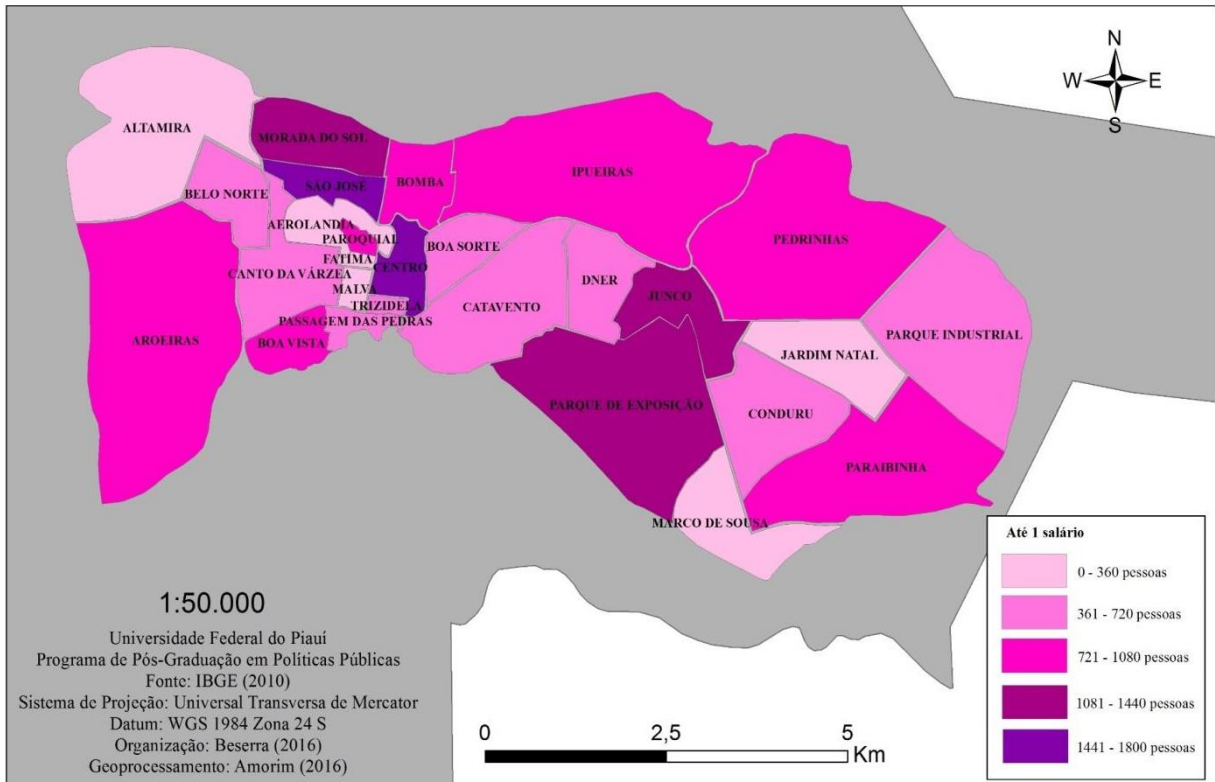 N
W E
S
ALTAMIRA
MORADA DO SOL
IPUEIRAS
SÃO JOSÉ
BOMBA
BELO NORTE
AEROLANDIA
PAROQUIAL
PEDRINHAS
BOA SORTE
FATIMA
CENTRO
CANTO DA VÁRZEA
DNER
MALVA
JUNCO
TRIZIDELA
CATAVENTO
PASSAGEM DAS PEDRAS
PARQUE INDUSTRIAL
AROEIRAS
BOA VISTA
JARDIM NATAL
PARQUE DE EXPOSIÇÃO
CONDURU
PARAIBINHA
MARCO DE SOUSA
Até 1 salário
0 - 360 pessoas
361 - 720 pessoas
721 - 1080 pessoas
1081 - 1440 pessoas
1441 - 1800 pessoas
1:50.000
Universidade Federal do Piauí
Programa de Pós-Graduação em Políticas Públicas
Fonte: IBGE (2010)
Sistema de Projeção: Universal Transversa de Mercator
Datum: WGS 1984 Zona 24 S
Organização: Beserra (2016)
Geoprocessamento: Amorim (2016)
0 2,5 5
Km